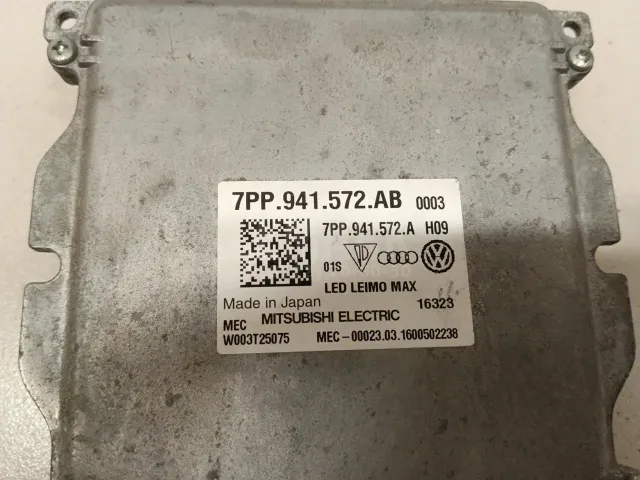 7PP.941.572.AB 0003
7PP.941.572.A H09
01S
LED LEIMO MAX
Made in Japan 16323
MEC MITSUBISHI ELECTRIC
W003T25075 MEC-00023.03.1600502238